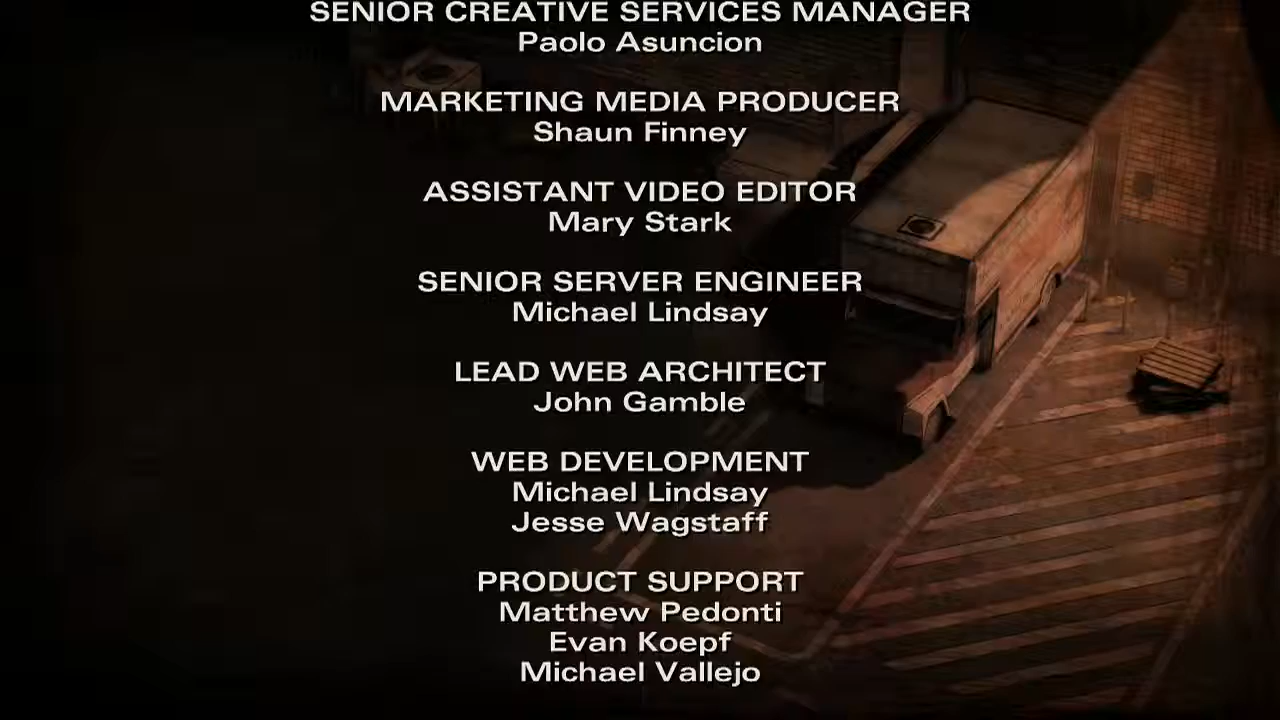 SENIOR CREATIVE SERVICES MANAGER
Paolo Asuncion
MARKETING MEDIA PRODUCER
Shaun Finney
ASSISTANT VIDEO EDITOR
Mary Stark
SENIOR SERVER ENGINEER
Michael Lindsay
LEAD WEB ARCHITECT
John Gamble
WEB DEVELOPMENT
Michael Lindsay
Jesse Wagstaff
PRODUCT SUPPORT
Matthew Pedonti
Evan Koepf
Michael Vallejo